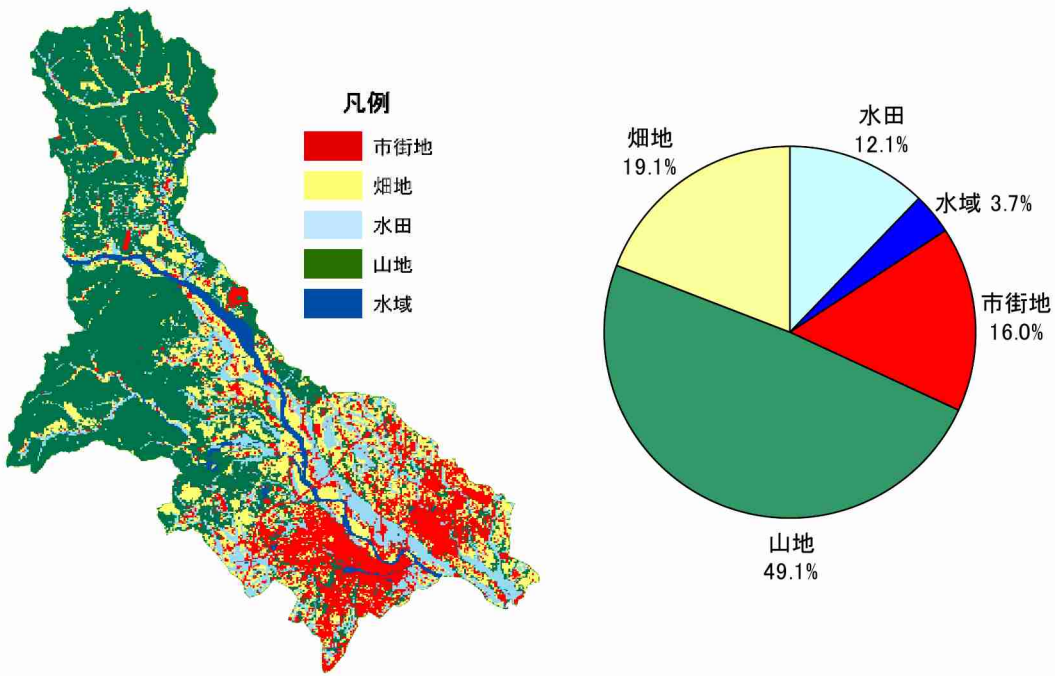 凡例
市街地
畑地
水田
山地
水域
水田
12.1%
水域 3.7%
市街地
16.0%
山地
49.1%
畑地
19.1%